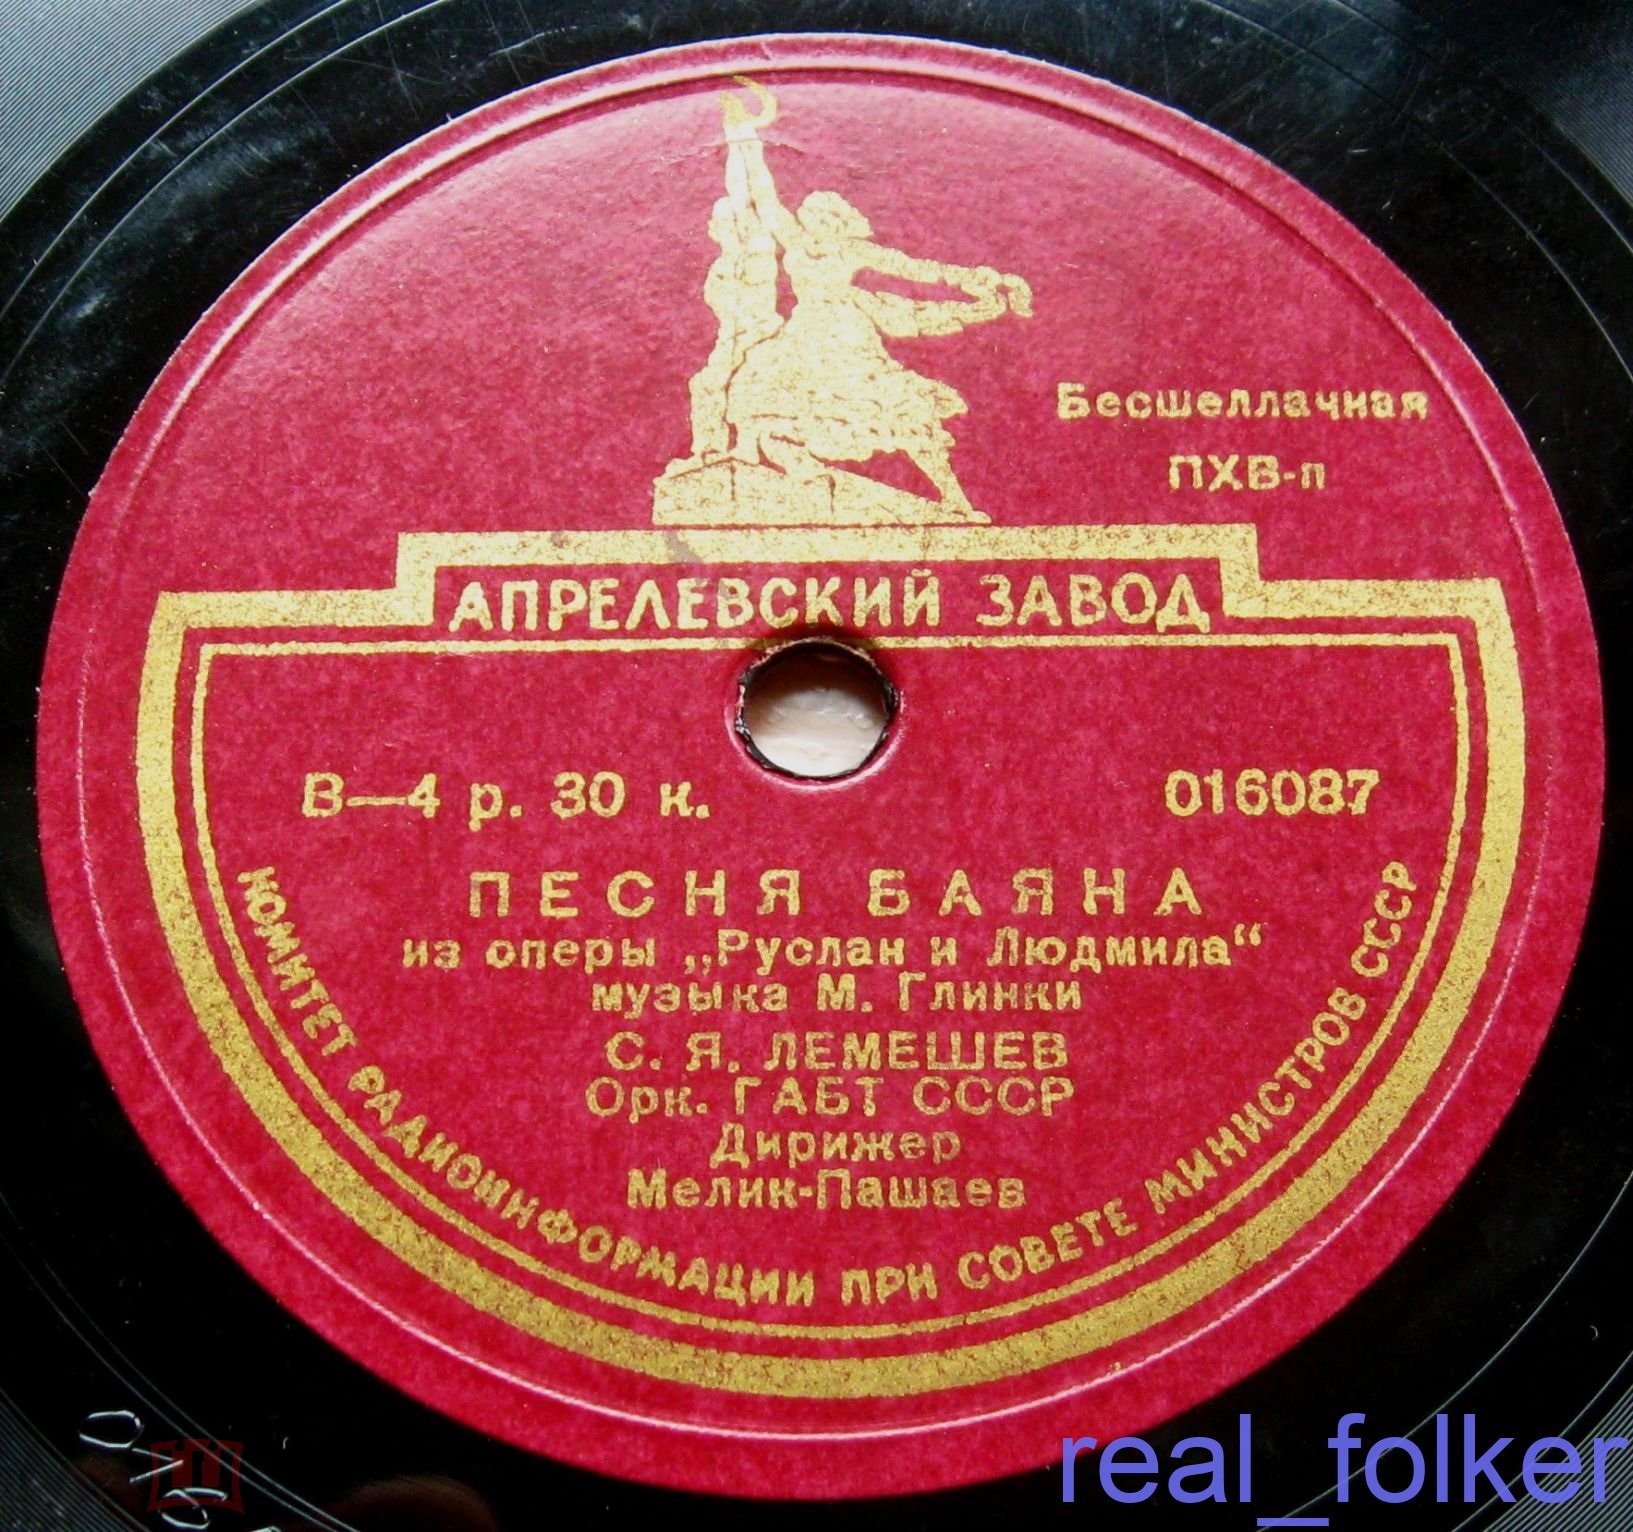 Бесшеллачная
ПХВ-п
АПРЕЛЕВСКИЙ ЗАВОД
В—4 р. 30 к.
016087
ПЕСНЯ БАЯНА
из оперы „Руслан и Людмила“
музыка М. Глинки
С. Я. ЛЕМЕШЕВ
Орк. ГАБТ СССР
Дирижер
Мелик-Пашаев
КОМИТЕТ РАДИОИНФОРМАЦИИ ПРИ СОВЕТЕ МИНИСТРОВ СССР
real_folker